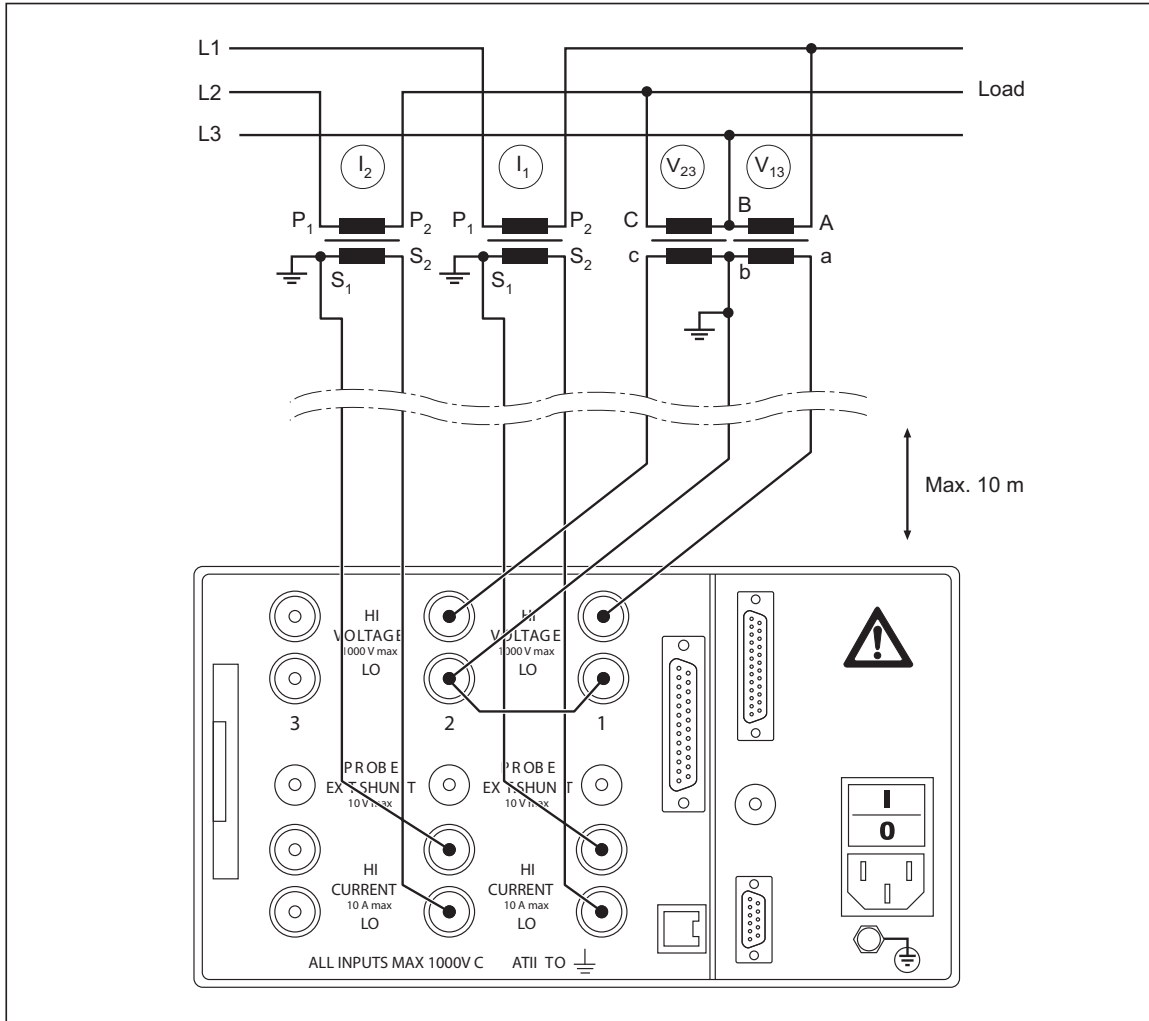 L1
L2
Load
L3
I2
I1
V23
V13
B
P1
P2
P1
P2
C
A
S2
S2
c
b
a
S1
S1
Max. 10 m
HI
VOLTAGE
1000 V max
LO
HI
VOLTAGE
1000 V max
LO
3
2
1
PROBE
EXT.SHUNT
10 V max
PROBE
EXT.SHUNT
10 V max
I
0
HI
CURRENT
10 A max
LO
HI
CURRENT
10 A max
LO
ALL INPUTS MAX 1000V C ATII TO